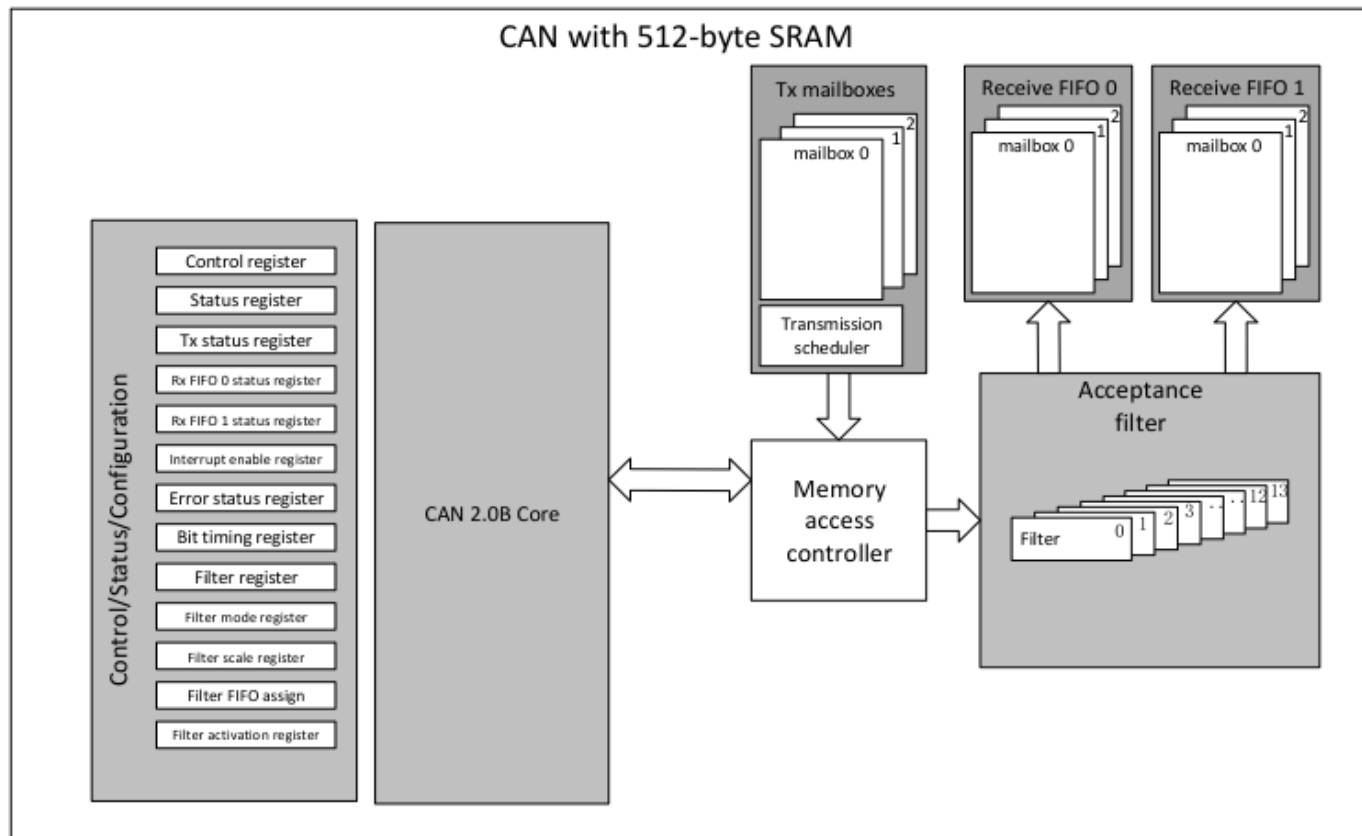 CAN with 512-byte SRAM
Control/Status/Configuration
Control register
Status register
Tx status register
Rx FIFO 0 status register
Rx FIFO 1 status register
Interrupt enable register
Error status register
Bit timing register
Filter register
Filter mode register
Filter scale register
Filter FIFO assign
Filter activation register
CAN 2.0B Core
Tx mailboxes
2
1
mailbox 0
Transmission
scheduler
Memory
access
controller
Receive FIFO 0
2
1
mailbox 0
Receive FIFO 1
2
1
mailbox 0
Acceptance
filter
Filter 0 1 2 3 .. .. 12 13